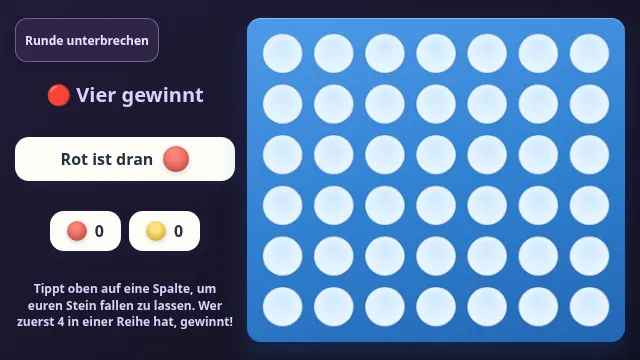 Runde unterbrechen
Vier gewinnt
Rot ist dran
0
0
Tippt oben auf eine Spalte, um
euren Stein fallen zu lassen. Wer
zuerst 4 in einer Reihe hat, gewinnt!